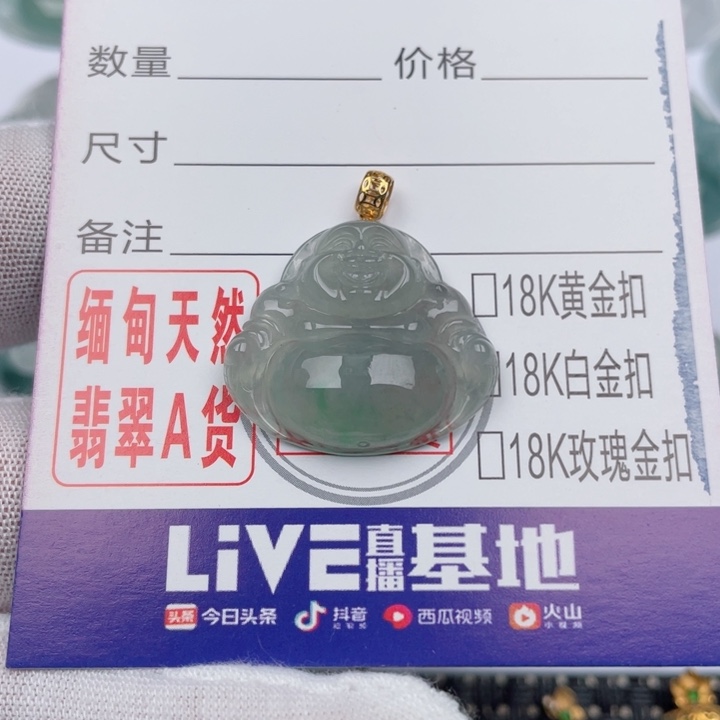 数量 价格
尺寸
备注
缅甸天然
翡翠A货
□18K黄金扣
□18K白金扣
□18K玫瑰金扣
LiVE直播基地
头条 今日头条 抖音 西瓜视频 火山